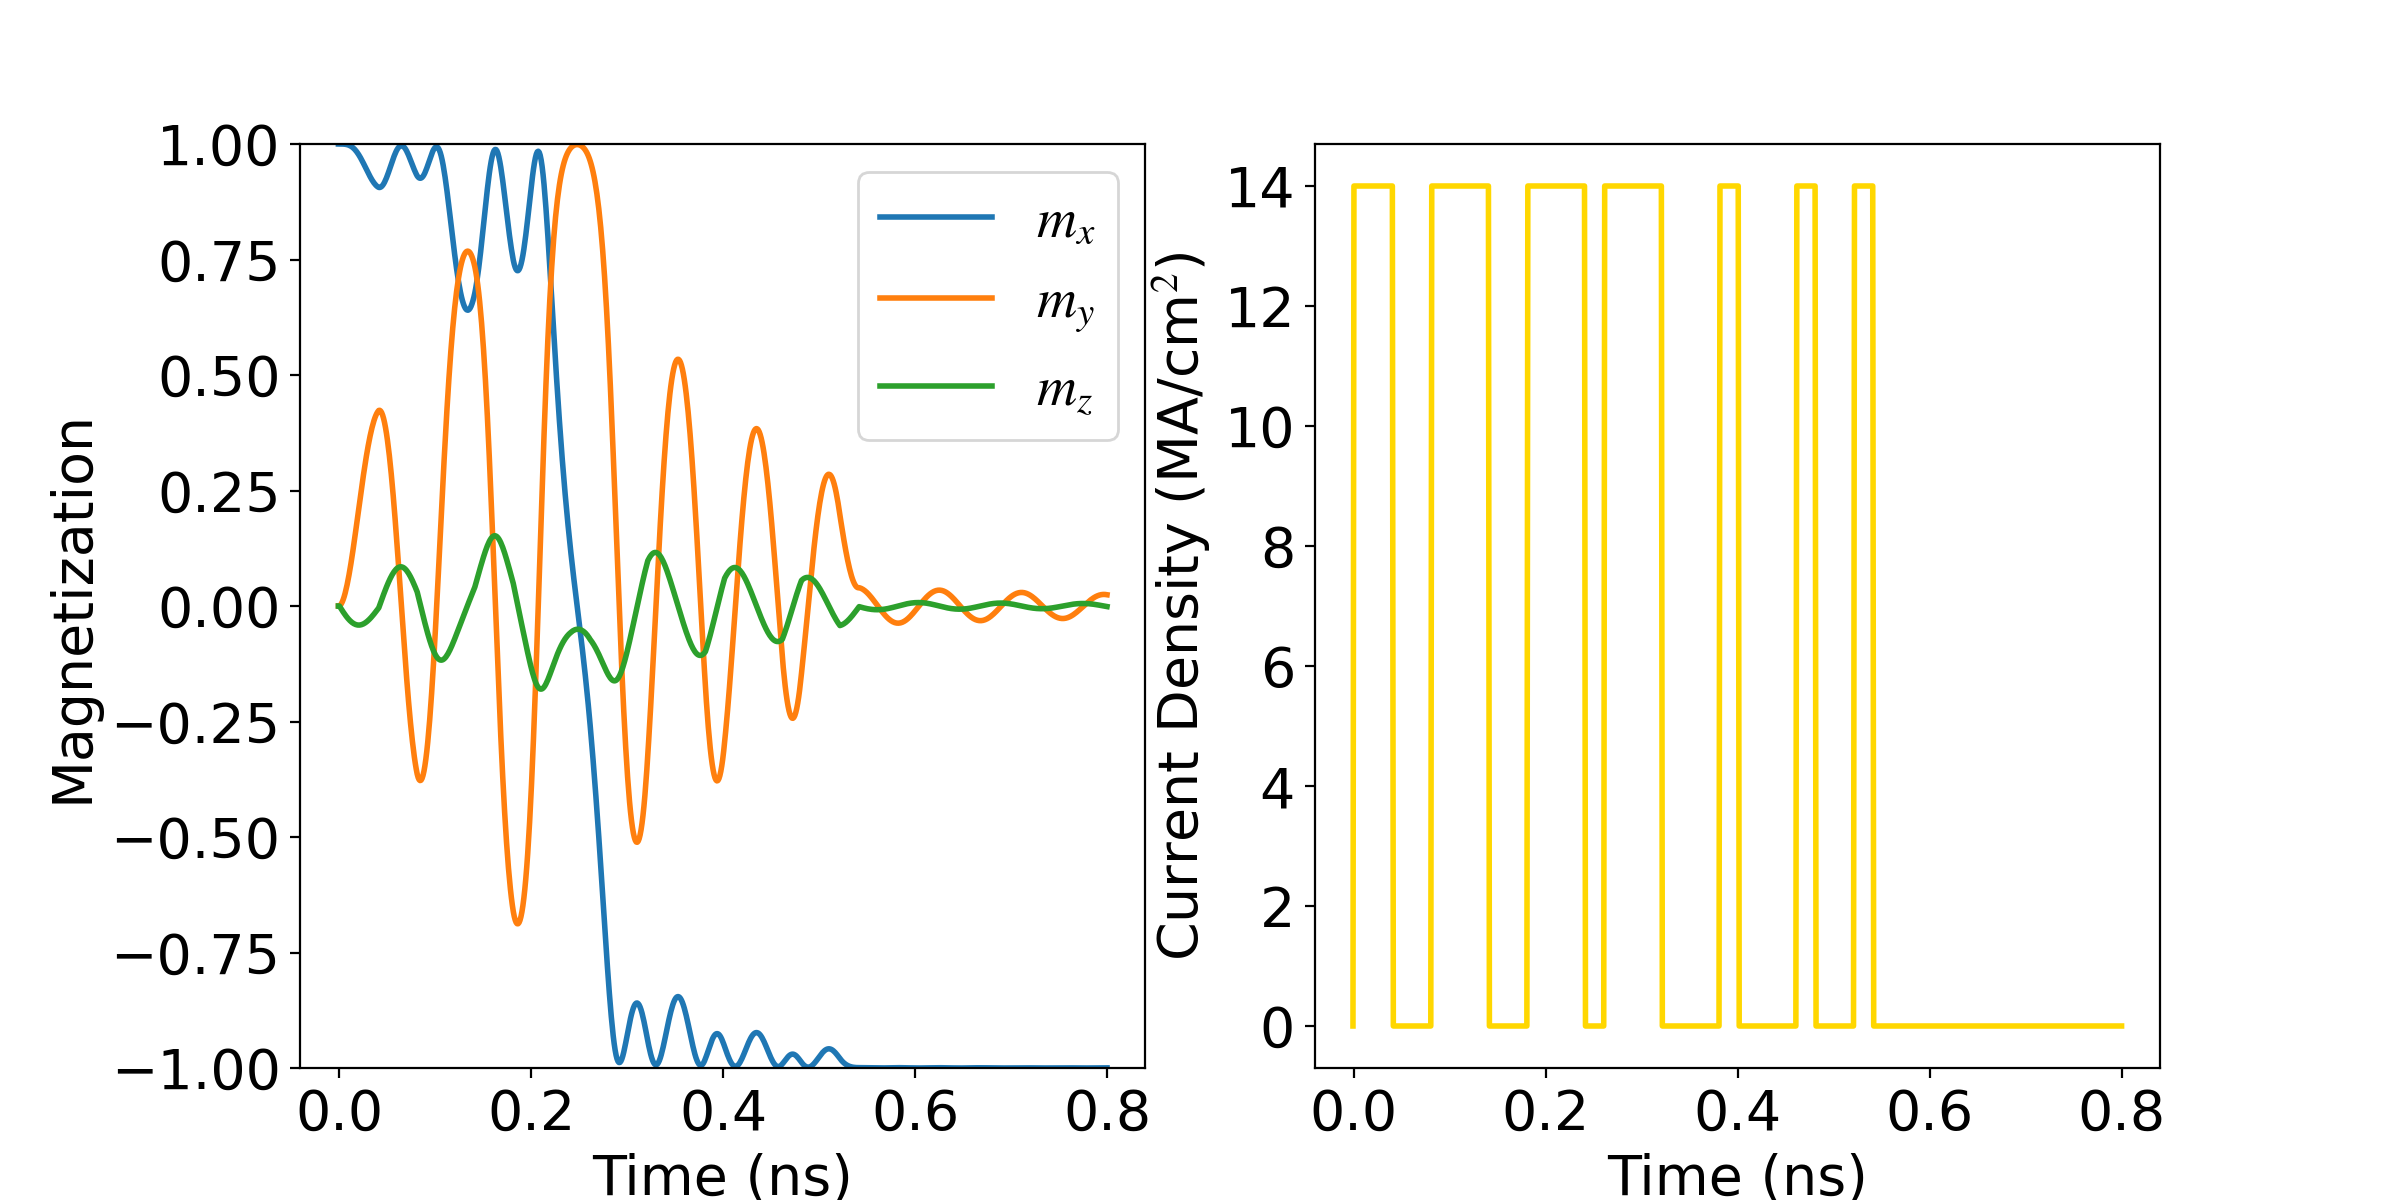 Magnetization
1.00
0.75
0.50
0.25
0.00
−0.25
−0.50
−0.75
−1.00
0.0 0.2 0.4 0.6 0.8
Time (ns)
m_x
m_y
m_z
Current Density (MA/cm²)
14
12
10
8
6
4
2
0
0.0 0.2 0.4 0.6 0.8
Time (ns)